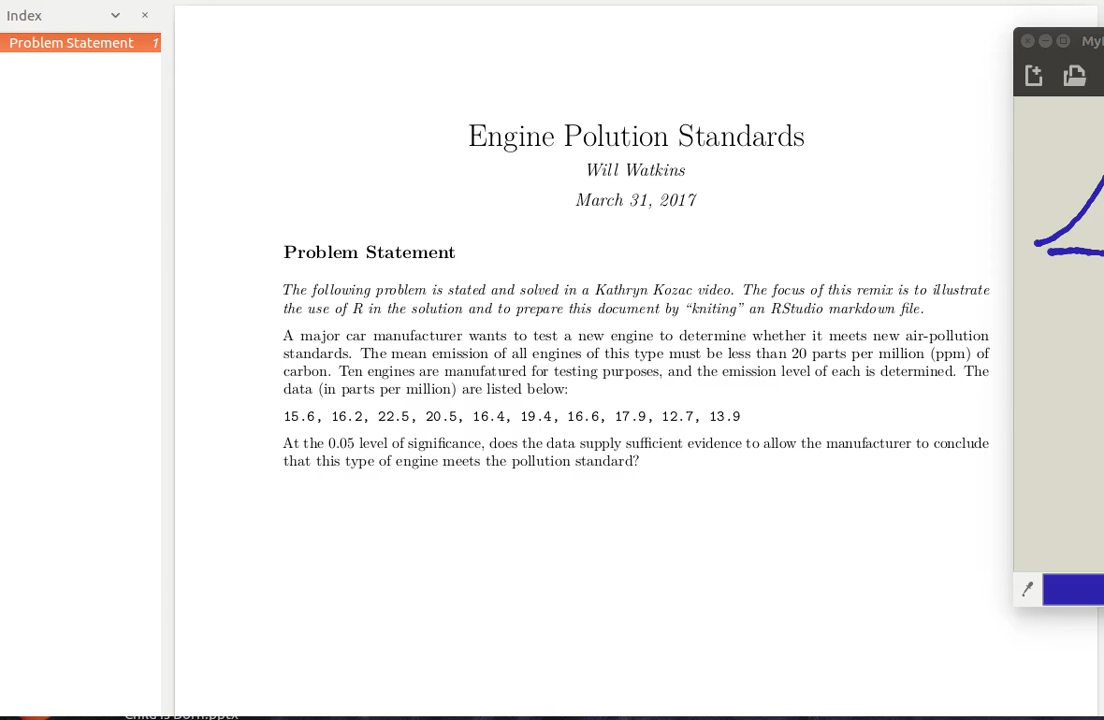 Index
Problem Statement 1
Engine Polution Standards
Will Watkins
March 31, 2017
Problem Statement
The following problem is stated and solved in a Kathryn Kozac video. The focus of this remix is to illustrate
the use of R in the solution and to prepare this document by “kniting” an RStudio markdown file.
A major car manufacturer wants to test a new engine to determine whether it meets new air-pollution
standards. The mean emission of all engines of this type must be less than 20 parts per million (ppm) of
carbon. Ten engines are manufatured for testing purposes, and the emission level of each is determined. The
data (in parts per million) are listed below:
15.6, 16.2, 22.5, 20.5, 16.4, 19.4, 16.6, 17.9, 12.7, 13.9
At the 0.05 level of significance, does the data supply sufficient evidence to allow the manufacturer to conclude
that this type of engine meets the pollution standard?